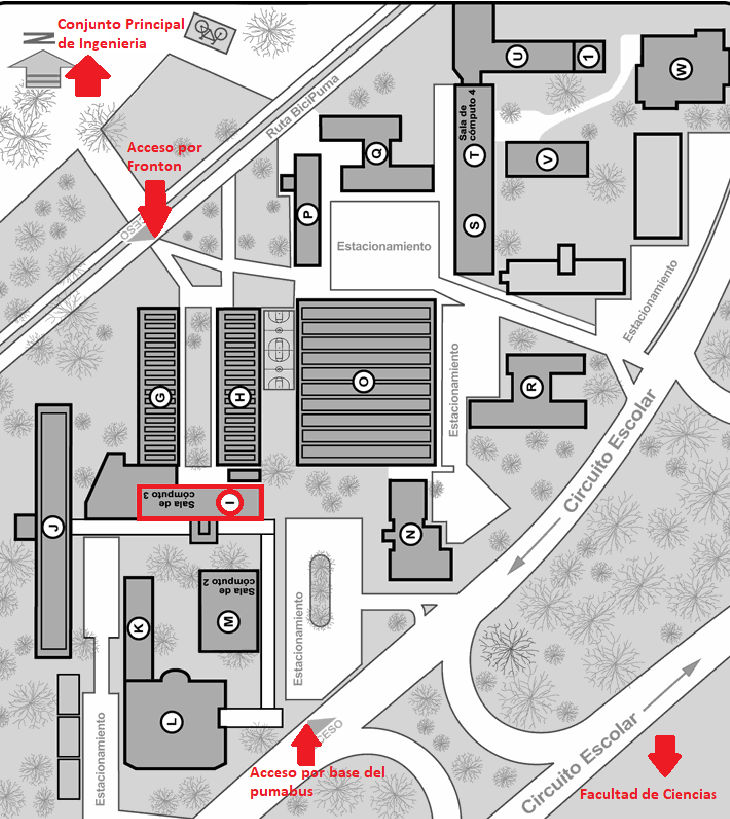 Conjunto Principal
de Ingenieria
N
Ruta BiciPuma
Acceso por
Fronton
U
1
W
Sala de
cómputo 4
T
V
Q
P
S
Estacionamiento
Estacionamiento
Estacionamiento
G
H
O
R
Circuito Escolar
Sala de
cómputo 3
I
J
N
Sala de
cómputo 2
K
M
L
Estacionamiento
Estacionamiento
Circuito Escolar
Acceso por base del
pumabus
Facultad de Ciencias